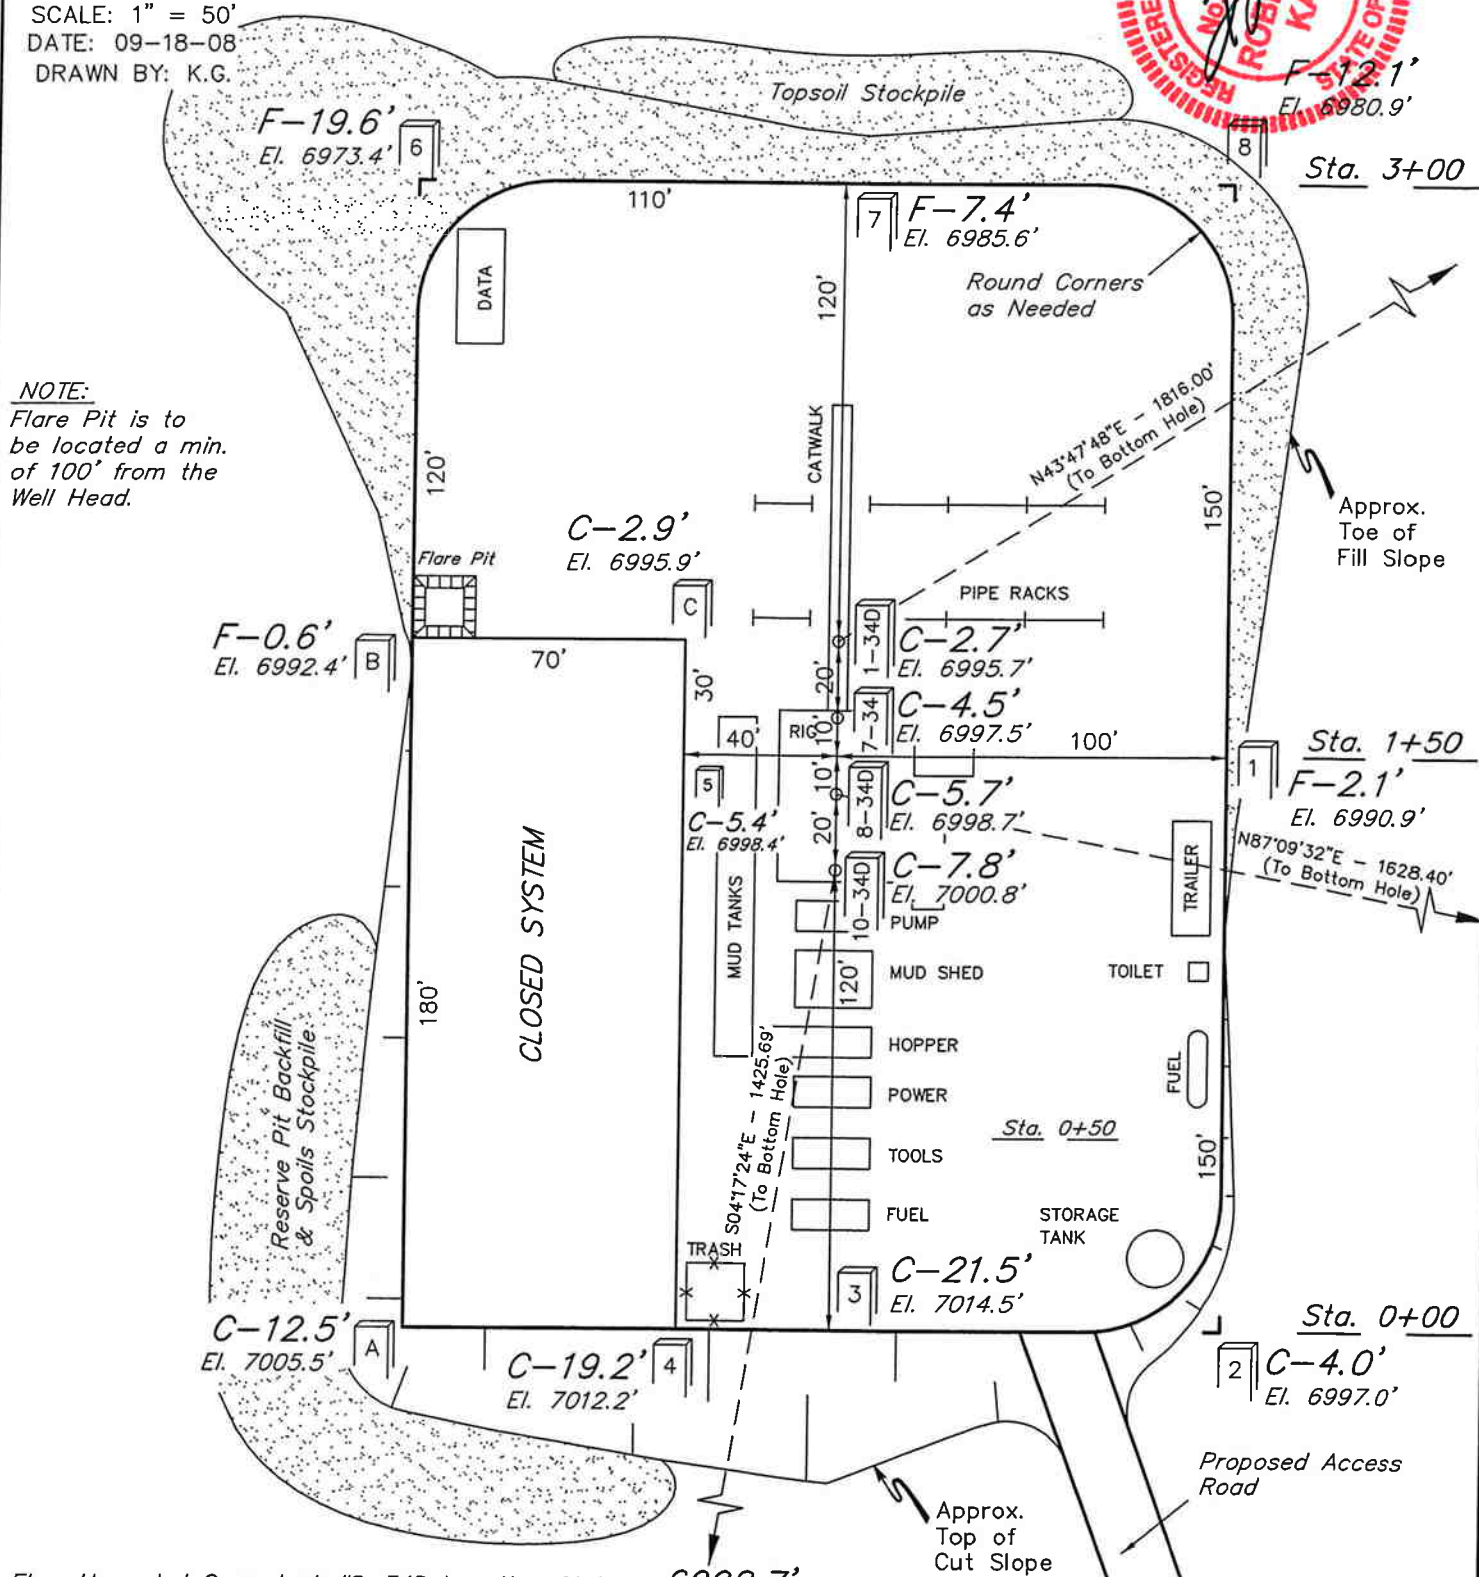 SCALE: 1" = 50'
DATE: 09-18-08
DRAWN BY: K.G.
REGISTERED
No.
STATE OF
Topsoil Stockpile
F-12.1'
El. 6980.9'
8
Sta. 3+00
F-19.6'
El. 6973.4'
6
110'
7
F-7.4'
El. 6985.6'
DATA
120'
Round Corners
as Needed
NOTE:
Flare Pit is to
be located a min.
of 100' from the
Well Head.
120'
CATWALK
N43°47'48"E - 1816.00'
(To Bottom Hole)
150'
Approx.
Toe of
Fill Slope
C-2.9'
El. 6995.9'
C
Flare Pit
PIPE RACKS
F-0.6'
El. 6992.4'
B
70'
30'
1-34D
C-2.7'
El. 6995.7'
20'
7-34
C-4.5'
El. 6997.5'
RIG
10'
40'
100'
Sta. 1+50
1
F-2.1'
El. 6990.9'
5
C-5.4'
El. 6998.4'
10'
8-34D
C-5.7'
El. 6998.7'
20'
N87°09'32"E - 1628.40'
(To Bottom Hole)
10-34D
C-7.8'
El. 7000.8'
TRAILER
CLOSED SYSTEM
MUD TANKS
PUMP
MUD SHED
TOILET
120'
180'
HOPPER
FUEL
POWER
S04°17'24"E - 1425.69'
(To Bottom Hole)
Sta. 0+50
TOOLS
150'
Reserve Pit Backfill
& Spoils Stockpile
FUEL
STORAGE
TANK
TRASH
3
C-21.5'
El. 7014.5'
Sta. 0+00
C-12.5'
El. 7005.5'
A
C-19.2'
El. 7012.2'
4
2
C-4.0'
El. 6997.0'
Proposed Access
Road
Approx.
Top of
Cut Slope